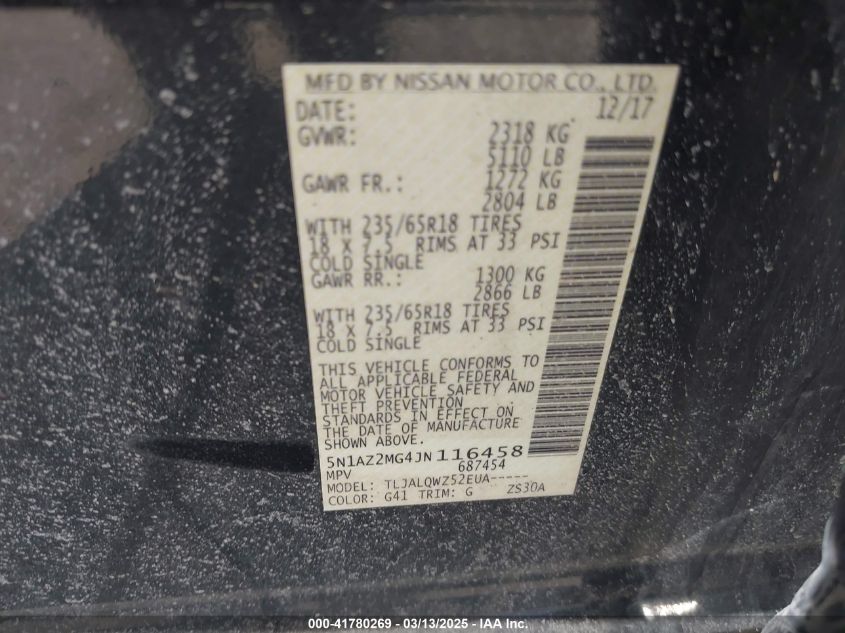 MFD BY NISSAN MOTOR CO., LTD.
DATE: 12/17
GVWR: 2318 KG
5110 LB
GAWR FR.: 1272 KG
2804 LB
WITH 235/65R18 TIRES
18 X 7.5 RIMS AT 33 PSI
COLD SINGLE
GAWR RR.: 1300 KG
2866 LB
WITH 235/65R18 TIRES
18 X 7.5 RIMS AT 33 PSI
COLD SINGLE
THIS VEHICLE CONFORMS TO
ALL APPLICABLE FEDERAL
MOTOR VEHICLE SAFETY AND
THEFT PREVENTION
STANDARDS IN EFFECT ON
THE DATE OF MANUFACTURE
SHOWN ABOVE.
5N1AZ2MG4JN116458
MPV 687454
MODEL: TLJALQWZ52EUA-----
COLOR: G41 TRIM: G ZS30A
000-41780269 - 03/13/2025 - IAA Inc.